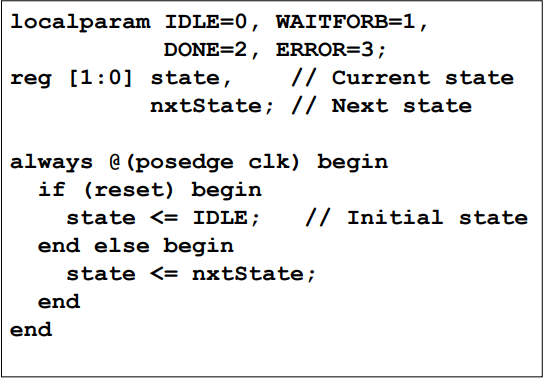 localparam IDLE=0, WAITFORB=1,
           DONE=2, ERROR=3;
reg [1:0] state,    // Current state
          nxtState; // Next state

always @(posedge clk) begin
  if (reset) begin
    state <= IDLE;   // Initial state
  end else begin
    state <= nxtState;
  end
end